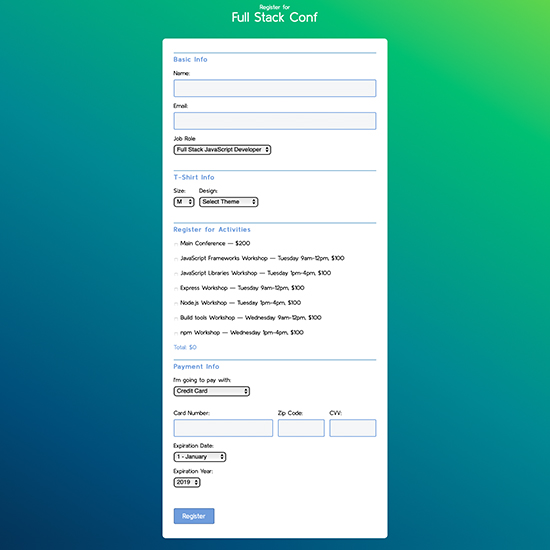 Register for
Full Stack Conf
Basic Info
Name:
Email:
Job Role
Full Stack JavaScript Developer
T-Shirt Info
Size: Design:
M Select Theme
Register for Activities
Main Conference — $200
JavaScript Frameworks Workshop — Tuesday 9am-12pm, $100
JavaScript Libraries Workshop — Tuesday 1pm-4pm, $100
Express Workshop — Tuesday 9am-12pm, $100
Node.js Workshop — Tuesday 1pm-4pm, $100
Build tools Workshop — Wednesday 9am-12pm, $100
npm Workshop — Wednesday 1pm-4pm, $100
Total: $0
Payment Info
I'm going to pay with:
Credit Card
Card Number: Zip Code: CVV:
Expiration Date:
1 - January
Expiration Year:
2019
Register